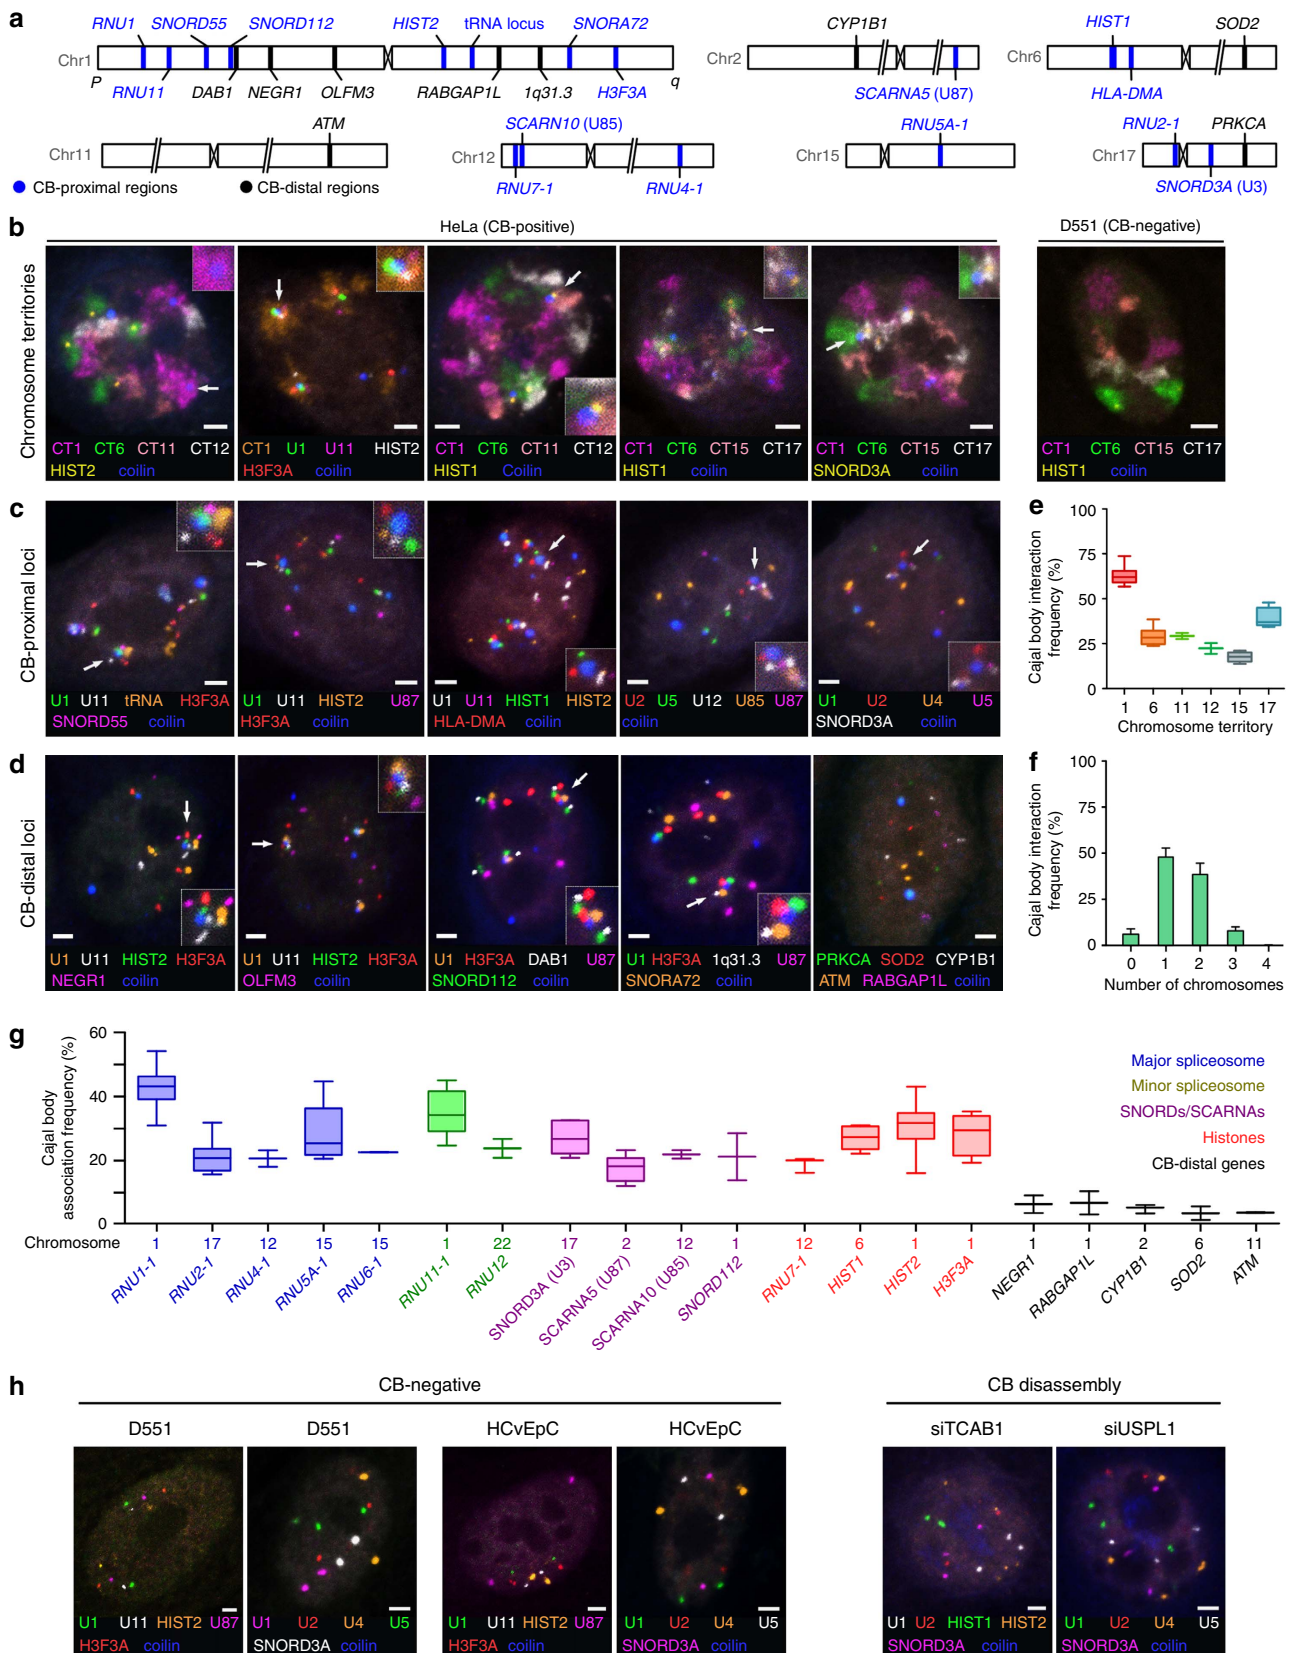 a
RNU1 SNORD55 SNORD112 HIST2 tRNA locus SNORA72 CYP1B1 HIST1 SOD2
Chr1 Chr2 Chr6
P RNU11 DAB1 NEGR1 OLFM3 RABGAP1L 1q31.3 H3F3A q SCARNA5 (U87) HLA-DMA
ATM SCARN10 (U85) RNU5A-1 RNU2-1 PRKCA
Chr11 Chr12 Chr15 Chr17
RNU7-1 RNU4-1 SNORD3A (U3)
CB-proximal regions CB-distal regions
b
HeLa (CB-positive) D551 (CB-negative)
Chromosome territories
CT1 CT6 CT11 CT12
HIST2 coilin
CT1 U1 U11 HIST2
H3F3A coilin
CT1 CT6 CT11 CT12
HIST1 Coilin
CT1 CT6 CT15 CT17
HIST1 coilin
CT1 CT6 CT15 CT17
SNORD3A coilin
CT1 CT6 CT15 CT17
HIST1 coilin
c
CB-proximal loci
U1 U11 tRNA H3F3A
SNORD55 coilin
U1 U11 HIST2 U87
H3F3A coilin
U1 U11 HIST1 HIST2
HLA-DMA coilin
U2 U5 U12 U85 U87
coilin
U1 U2 U4 U5
SNORD3A coilin
e
Cajal body interaction
frequency (%)
100
75
50
25
0
1 6 11 12 15 17
Chromosome territory
d
CB-distal loci
U1 U11 HIST2 H3F3A
NEGR1 coilin
U1 U11 HIST2 H3F3A
OLFM3 coilin
U1 H3F3A DAB1 U87
SNORD112 coilin
U1 H3F3A 1q31.3 U87
SNORA72 coilin
PRKCA SOD2 CYP1B1
ATM RABGAP1L coilin
f
Cajal body interaction
frequency (%)
100
75
50
25
0
0 1 2 3 4
Number of chromosomes
g
Cajal body
association frequency (%)
60
40
20
0
Major spliceosome
Minor spliceosome
SNORDs/SCARNAs
Histones
CB-distal genes
Chromosome 1 17 12 15 15 1 22 17 2 12 1 12 6 1 1 1 1 2 6 11
RNU1-1 RNU2-1 RNU4-1 RNU5A-1 RNU6-1 RNU11-1 RNU12 SNORD3A (U3) SCARNA5 (U87) SCARNA10 (U85) SNORD112 RNU7-1 HIST1 HIST2 H3F3A NEGR1 RABGAP1L CYP1B1 SOD2 ATM
h
CB-negative CB disassembly
D551 D551 HCvEpC HCvEpC siTCAB1 siUSPL1
U1 U11 HIST2 U87
H3F3A coilin
U1 U2 U4 U5
SNORD3A coilin
U1 U11 HIST2 U87
H3F3A coilin
U1 U2 U4 U5
SNORD3A coilin
U1 U2 HIST1 HIST2
SNORD3A coilin
U1 U2 U4 U5
SNORD3A coilin